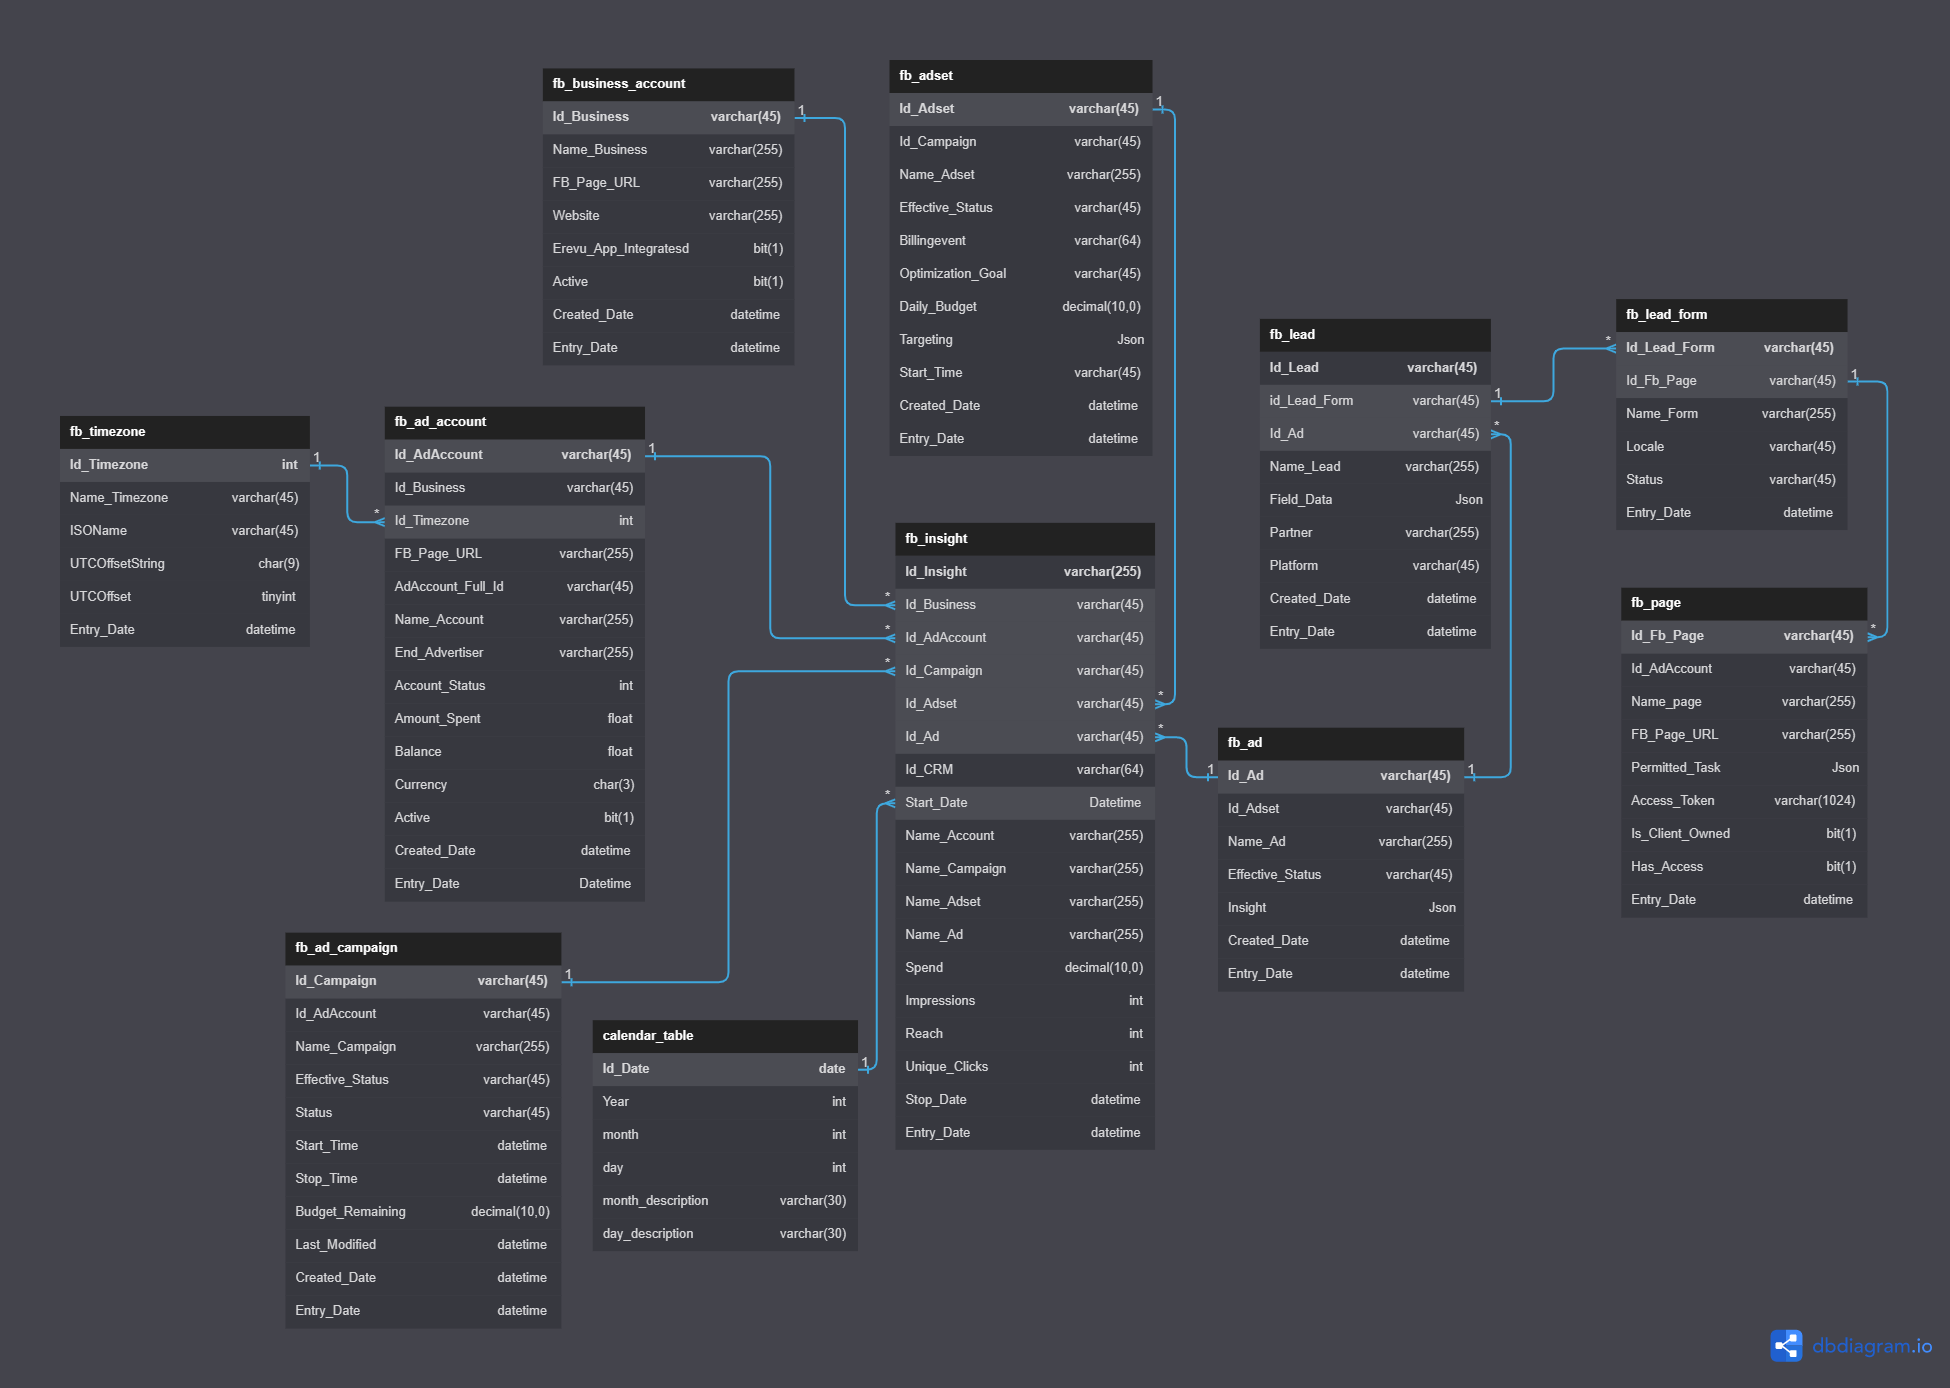 fb_business_account
Id_Business varchar(45)
Name_Business varchar(255)
FB_Page_URL varchar(255)
Website varchar(255)
Erevu_App_Integratesd bit(1)
Active bit(1)
Created_Date datetime
Entry_Date datetime
1
fb_adset
Id_Adset varchar(45)
Id_Campaign varchar(45)
Name_Adset varchar(255)
Effective_Status varchar(45)
Billingevent varchar(64)
Optimization_Goal varchar(45)
Daily_Budget decimal(10,0)
Targeting Json
Start_Time varchar(45)
Created_Date datetime
Entry_Date datetime
1
fb_timezone
Id_Timezone int
Name_Timezone varchar(45)
ISOName varchar(45)
UTCOffsetString char(9)
UTCOffset tinyint
Entry_Date datetime
1
*
fb_ad_account
Id_AdAccount varchar(45)
Id_Business varchar(45)
Id_Timezone int
FB_Page_URL varchar(255)
AdAccount_Full_Id varchar(45)
Name_Account varchar(255)
End_Advertiser varchar(255)
Account_Status int
Amount_Spent float
Balance float
Currency char(3)
Active bit(1)
Created_Date datetime
Entry_Date Datetime
1
fb_insight
Id_Insight varchar(255)
* Id_Business varchar(45)
* Id_AdAccount varchar(45)
* Id_Campaign varchar(45)
Id_Adset varchar(45) *
Id_Ad varchar(45) *
Id_CRM varchar(64)
* Start_Date Datetime
Name_Account varchar(255)
Name_Campaign varchar(255)
Name_Adset varchar(255)
Name_Ad varchar(255)
Spend decimal(10,0)
Impressions int
Reach int
Unique_Clicks int
Stop_Date datetime
Entry_Date datetime
fb_lead
Id_Lead varchar(45)
id_Lead_Form varchar(45) 1
Id_Ad varchar(45) *
Name_Lead varchar(255)
Field_Data Json
Partner varchar(255)
Platform varchar(45)
Created_Date datetime
Entry_Date datetime
fb_lead_form
* Id_Lead_Form varchar(45)
Id_Fb_Page varchar(45) 1
Name_Form varchar(255)
Locale varchar(45)
Status varchar(45)
Entry_Date datetime
fb_page
Id_Fb_Page varchar(45) *
Id_AdAccount varchar(45)
Name_page varchar(255)
FB_Page_URL varchar(255)
Permitted_Task Json
Access_Token varchar(1024)
Is_Client_Owned bit(1)
Has_Access bit(1)
Entry_Date datetime
fb_ad
1 Id_Ad varchar(45) 1
Id_Adset varchar(45)
Name_Ad varchar(255)
Effective_Status varchar(45)
Insight Json
Created_Date datetime
Entry_Date datetime
fb_ad_campaign
Id_Campaign varchar(45) 1
Id_AdAccount varchar(45)
Name_Campaign varchar(255)
Effective_Status varchar(45)
Status varchar(45)
Start_Time datetime
Stop_Time datetime
Budget_Remaining decimal(10,0)
Last_Modified datetime
Created_Date datetime
Entry_Date datetime
calendar_table
Id_Date date 1
Year int
month int
day int
month_description varchar(30)
day_description varchar(30)
dbdiagram.io